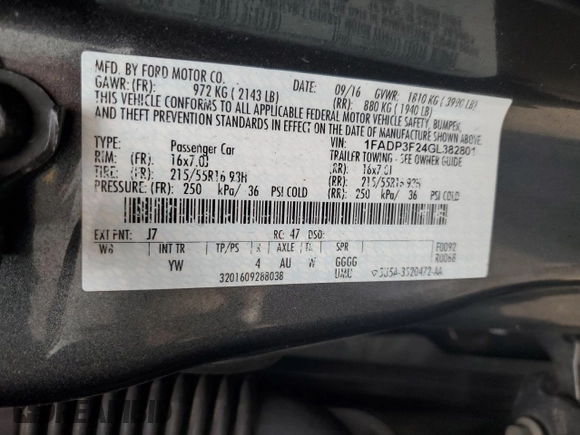 MFD. BY FORD MOTOR CO.
DATE: 09/16 GVWR: 1810 KG ( 3990 LB)
GAWR: (FR): 972 KG ( 2143 LB) (RR): 880 KG ( 1940 LB)
THIS VEHICLE CONFORMS TO ALL APPLICABLE FEDERAL MOTOR VEHICLE SAFETY, BUMPER,
AND THEFT PREVENTION STANDARDS IN EFFECT ON THE DATE OF MANUFACTURE SHOWN ABOVE.
VIN: 1FADP3F24GL382801
TYPE: Passenger Car TRAILER TOWING - SEE OWNER GUIDE
RIM: (FR): 16x7.0J (RR): 16x7.0J
TIRE: (FR): 215/55R16 93H (RR): 215/55R16 93H
PRESSURE: (FR): 250 kPa/ 36 PSI COLD (RR): 250 kPa/ 36 PSI COLD
EXT PNT: J7 RC: 47 DSO:
WB INT TR TP/PS R AXLE TR SPR F0092
YW 4 AU W GGGG R0068
3201609288038 UMC